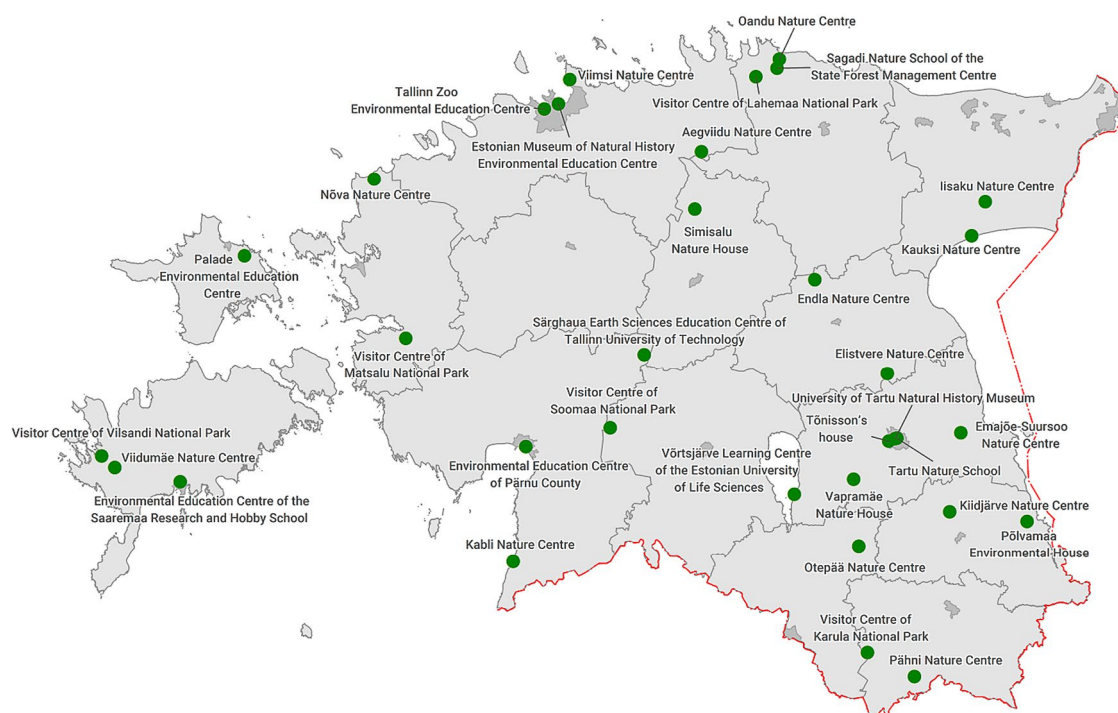 Oandu Nature Centre
Sagadi Nature School of the
State Forest Management Centre
Viimsi Nature Centre
Tallinn Zoo
Environmental Education Centre
Visitor Centre of Lahemaa National Park
Estonian Museum of Natural History
Environmental Education Centre
Aegviidu Nature Centre
Nõva Nature Centre
Iisaku Nature Centre
Simisalu
Nature House
Kauksi Nature Centre
Palade
Environmental Education
Centre
Endla Nature Centre
Särghaua Earth Sciences Education Centre of
Tallinn University of Technology
Visitor Centre of
Matsalu National Park
Elistvere Nature Centre
Visitor Centre of
Soomaa National Park
University of Tartu Natural History Museum
Tõnisson's
house
Emajõe-Suursoo
Nature Centre
Visitor Centre of Vilsandi National Park
Viidumäe Nature Centre
Environmental Education Centre
of Pärnu County
Võrtsjärve Learning Centre
of the Estonian University
of Life Sciences
Tartu Nature School
Environmental Education Centre of the
Saaremaa Research and Hobby School
Vapramäe
Nature House
Kiidjärve Nature Centre
Põlvamaa
Environmental House
Kabli Nature Centre
Otepää Nature Centre
Visitor Centre of
Karula National Park
Pähni Nature Centre